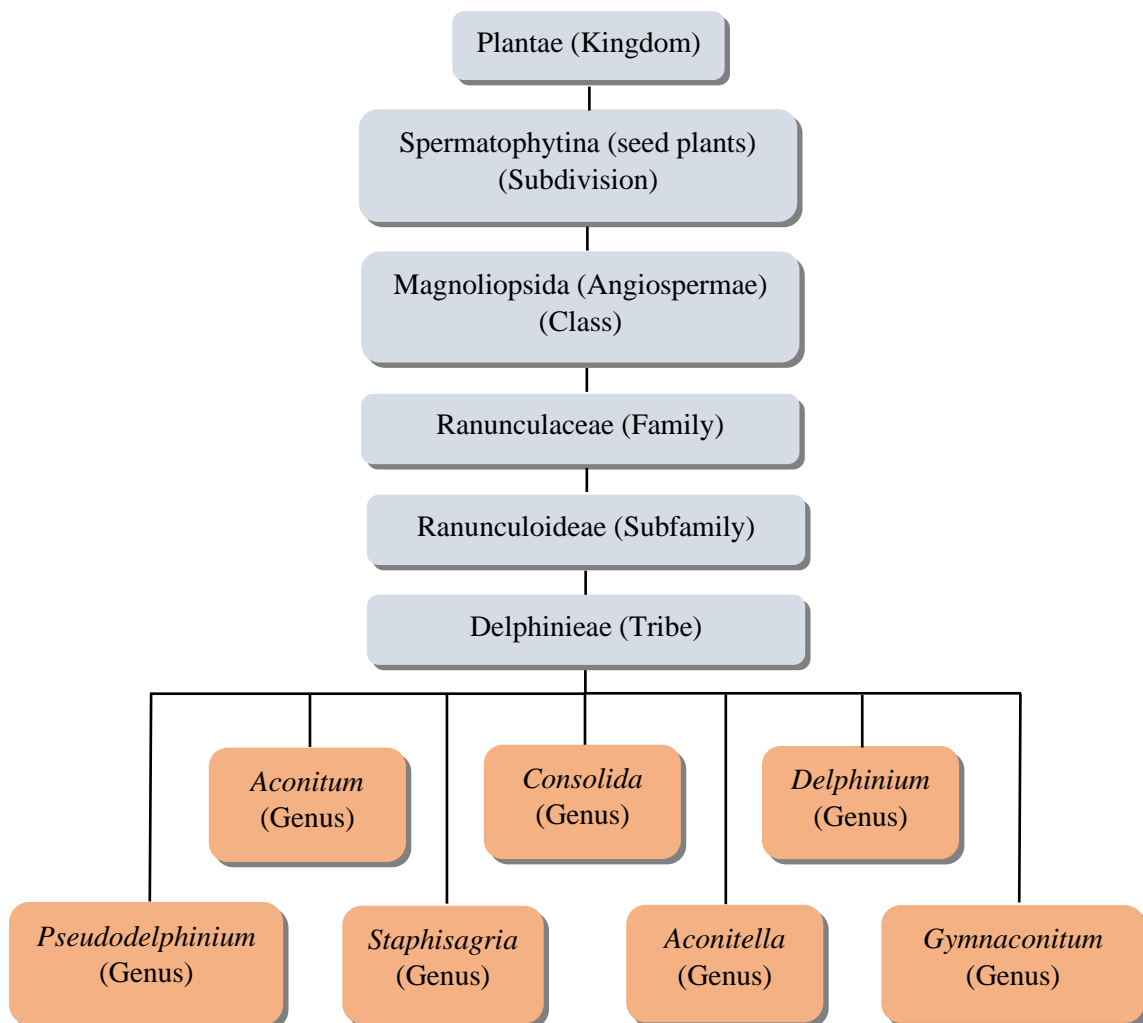 Plantae (Kingdom)
Spermatophytina (seed plants)
(Subdivision)
Magnoliopsida (Angiospermae)
(Class)
Ranunculaceae (Family)
Ranunculoideae (Subfamily)
Delphinieae (Tribe)
Aconitum
(Genus)
Consolida
(Genus)
Delphinium
(Genus)
Pseudodelphinium
(Genus)
Staphisagria
(Genus)
Aconitella
(Genus)
Gymnaconitum
(Genus)